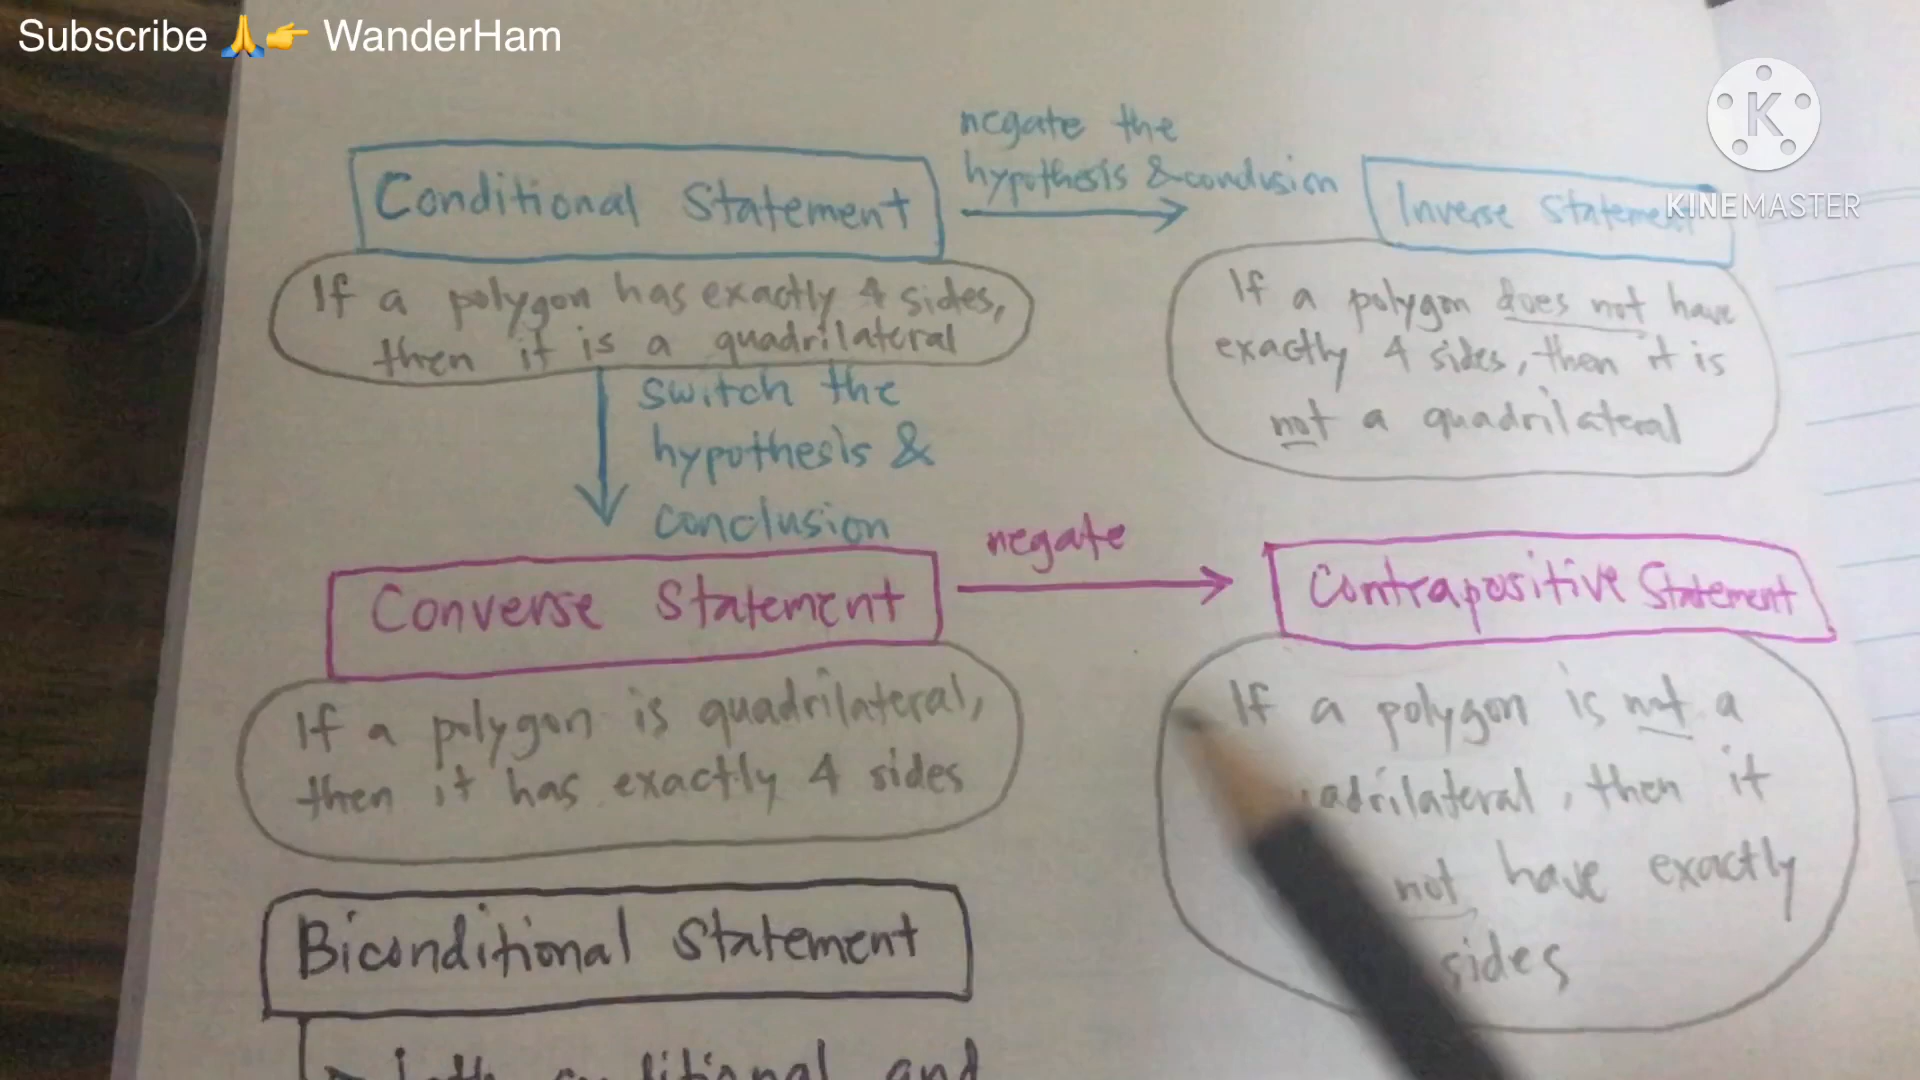 Subscribe 🙏👉 WanderHam
K
KINEMASTER
negate the
hypothesis & conclusion
Conditional Statement
Inverse Statement
If a polygon has exactly 4 sides,
then it is a quadrilateral
If a polygon does not have
exactly 4 sides, then it is
not a quadrilateral
switch the
hypothesis &
conclusion
negate
Converse Statement
Contrapositive Statement
If a polygon is quadrilateral,
then it has exactly 4 sides
If a polygon is not a
then it
not have exactly
sides
Biconditional Statement
and